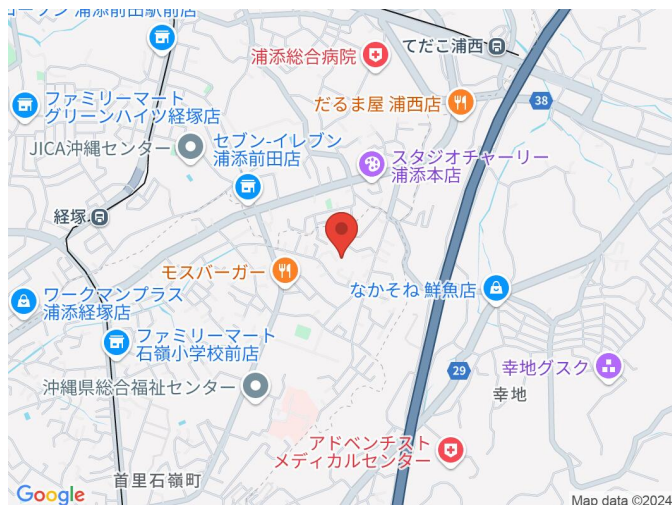 ローソン 浦添前田駅前店
浦添総合病院
てだこ浦西
ファミリーマート
グリーンハイツ経塚店
だるま屋 浦西店
38
JICA沖縄センター
セブン-イレブン
浦添前田店
スタジオチャーリー
浦添本店
経塚
モスバーガー
なかそね 鮮魚店
ワークマンプラス
浦添経塚店
ファミリーマート
石嶺小学校前店
29
幸地グスク
幸地
沖縄県総合福祉センター
アドベンチスト
メディカルセンター
首里石嶺町
Google
Map data ©2024